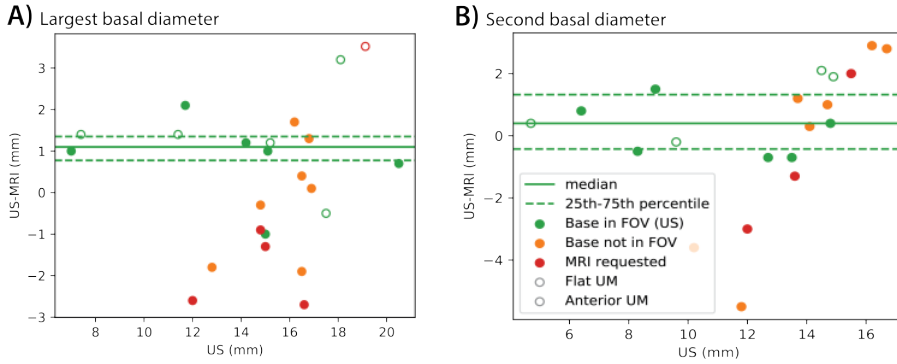 A) Largest basal diameter
3
2
1
0
-1
-2
-3
US-MRI (mm)
8
10
12
14
16
18
20
US (mm)
B) Second basal diameter
2
0
-2
-4
US-MRI (mm)
6
8
10
12
14
16
US (mm)
median
25th-75th percentile
Base in FOV (US)
Base not in FOV
MRI requested
Flat UM
Anterior UM